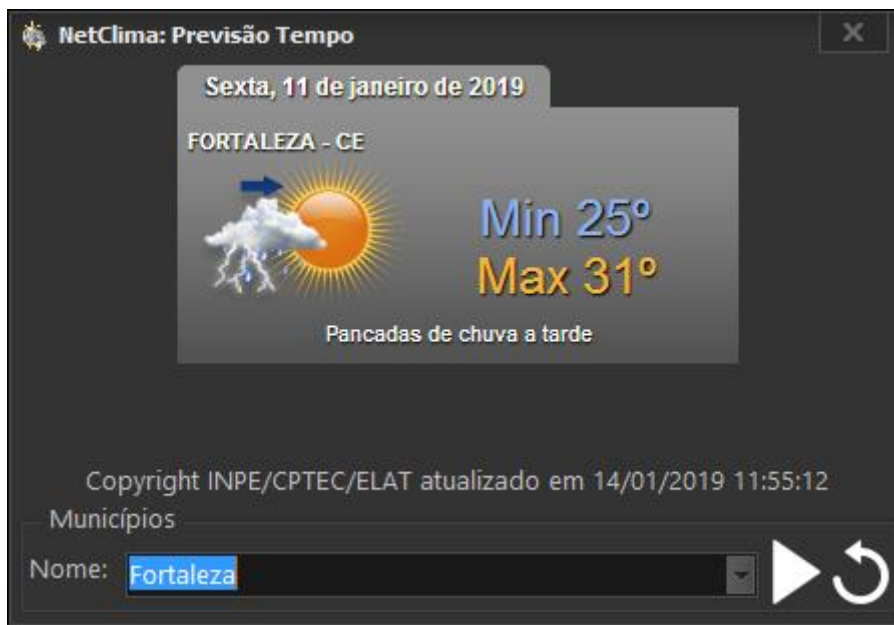 NetClima: Previsão Tempo
Sexta, 11 de janeiro de 2019
FORTALEZA - CE
Min 25º
Max 31º
Pancadas de chuva a tarde
Copyright INPE/CPTEC/ELAT atualizado em 14/01/2019 11:55:12
Municípios
Nome: Fortaleza